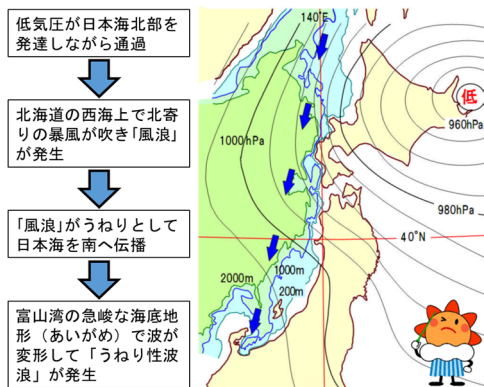 低気圧が日本海北部を
発達しながら通過
北海道の西海上で北寄
りの暴風が吹き「風浪」
が発生
「風浪」がうねりとして
日本海を南へ伝播
富山湾の急峻な海底地
形（あいがめ）で波が
変形して「うねり性波
浪」が発生
140°E
低
960hPa
1000hPa
980hPa
40°N
2000m
1000m
200m